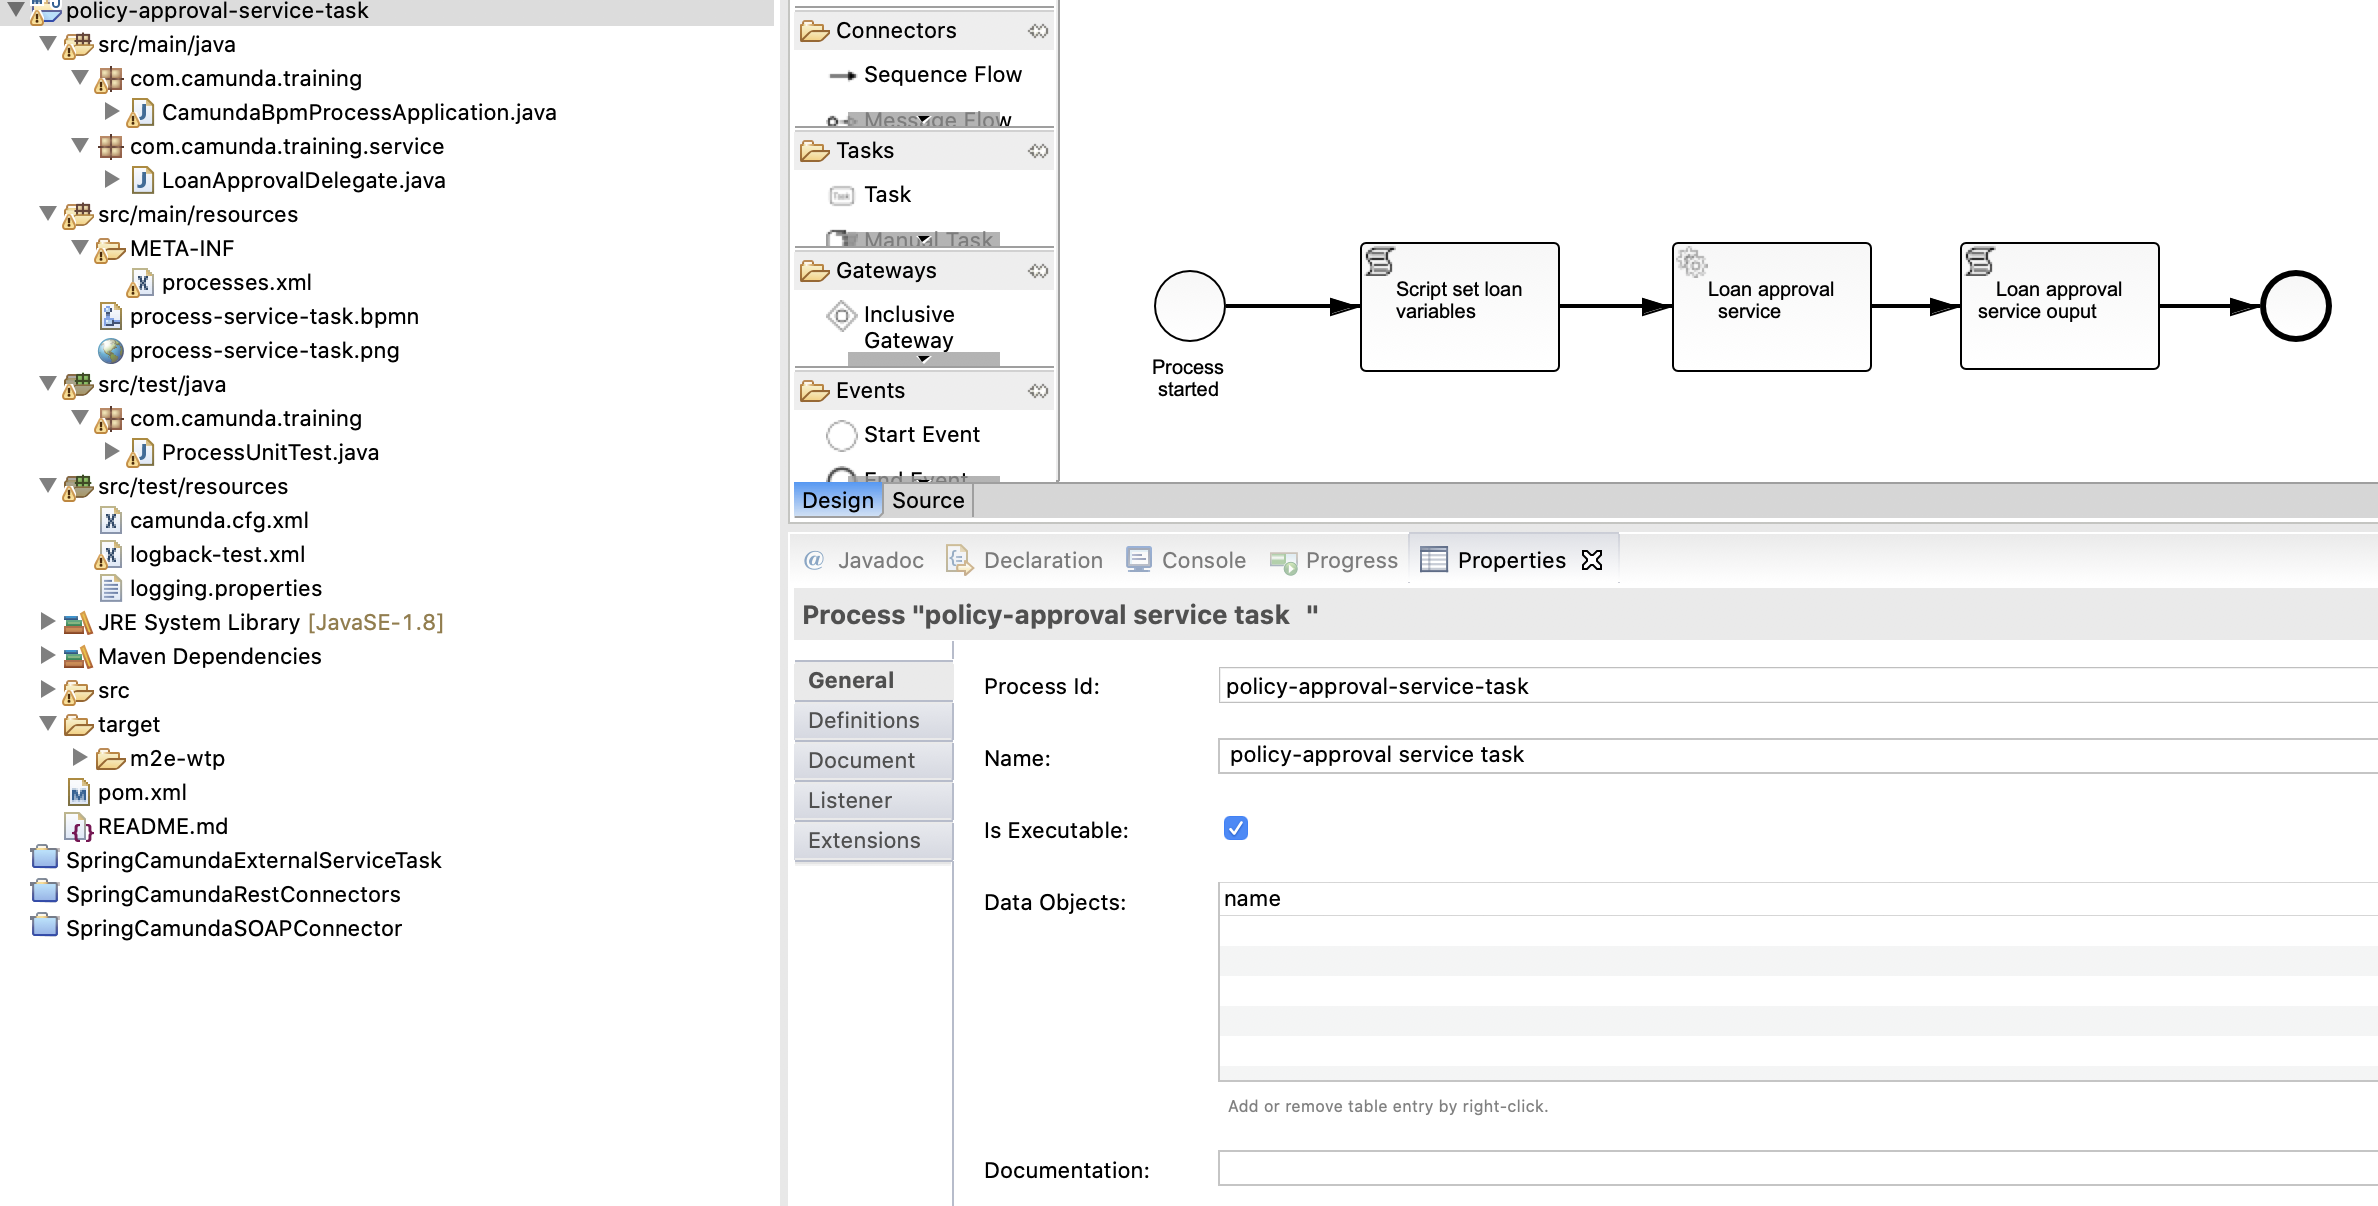 policy-approval-service-task
src/main/java
com.camunda.training
CamundaBpmProcessApplication.java
com.camunda.training.service
LoanApprovalDelegate.java
src/main/resources
META-INF
processes.xml
process-service-task.bpmn
process-service-task.png
src/test/java
com.camunda.training
ProcessUnitTest.java
src/test/resources
camunda.cfg.xml
logback-test.xml
logging.properties
JRE System Library [JavaSE-1.8]
Maven Dependencies
src
target
m2e-wtp
pom.xml
README.md
SpringCamundaExternalServiceTask
SpringCamundaRestConnectors
SpringCamundaSOAPConnector
Connectors
Sequence Flow
Message Flow
Tasks
Task
Manual Task
Gateways
Inclusive
Gateway
Events
Start Event
End Event
Design Source
Process
started
Script set loan
variables
Loan approval
service
Loan approval
service ouput
@ Javadoc Declaration Console Progress Properties
Process "policy-approval service task "
General
Definitions
Document
Listener
Extensions
Process Id: policy-approval-service-task
Name: policy-approval service task
Is Executable:
Data Objects: name
Add or remove table entry by right-click.
Documentation: